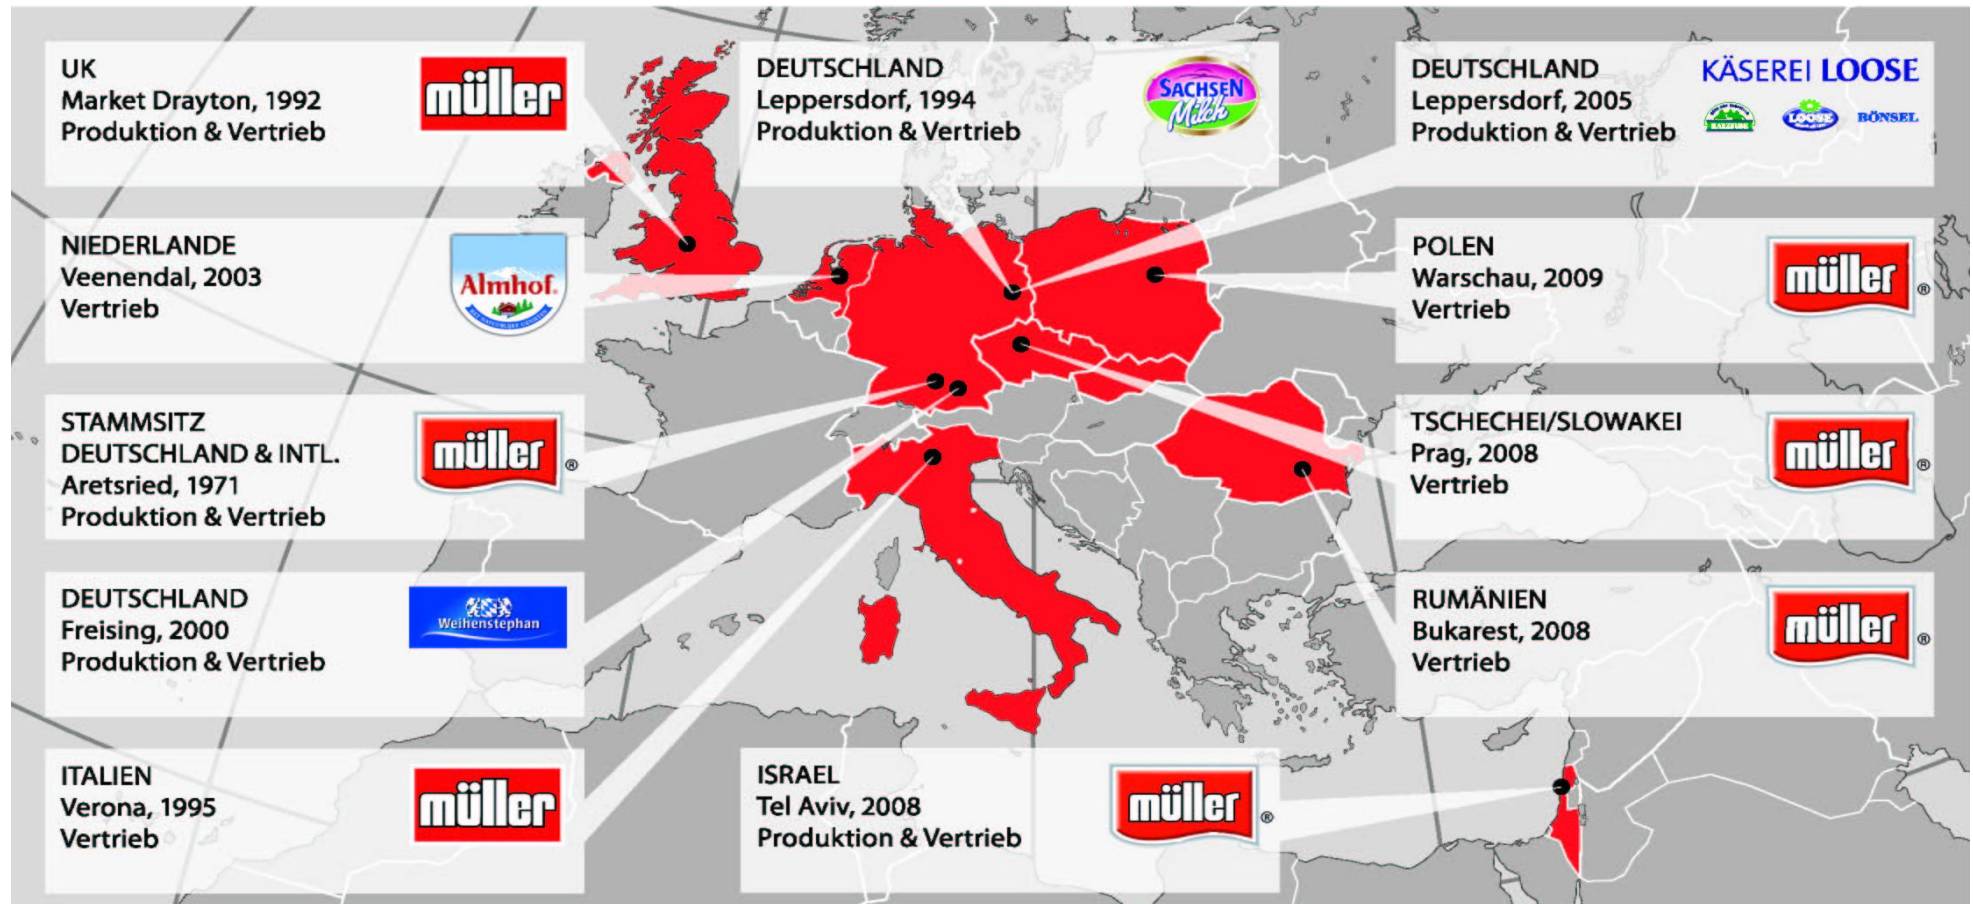 UK
Market Drayton, 1992
Produktion & Vertrieb
müller
DEUTSCHLAND
Leppersdorf, 1994
Produktion & Vertrieb
SACHSEN
Milch
DEUTSCHLAND
Leppersdorf, 2005
Produktion & Vertrieb
KÄSEREI LOOSE
LOOSE
BÖNSEL
NIEDERLANDE
Veenendal, 2003
Vertrieb
Almhof.
POLEN
Warschau, 2009
Vertrieb
müller ®
STAMMSITZ
DEUTSCHLAND & INTL.
Aretsried, 1971
Produktion & Vertrieb
müller ®
TSCHECHEI/SLOWAKEI
Prag, 2008
Vertrieb
müller ®
DEUTSCHLAND
Freising, 2000
Produktion & Vertrieb
Weihenstephan
RUMÄNIEN
Bukarest, 2008
Vertrieb
müller ®
ITALIEN
Verona, 1995
Vertrieb
müller
ISRAEL
Tel Aviv, 2008
Produktion & Vertrieb
müller ®